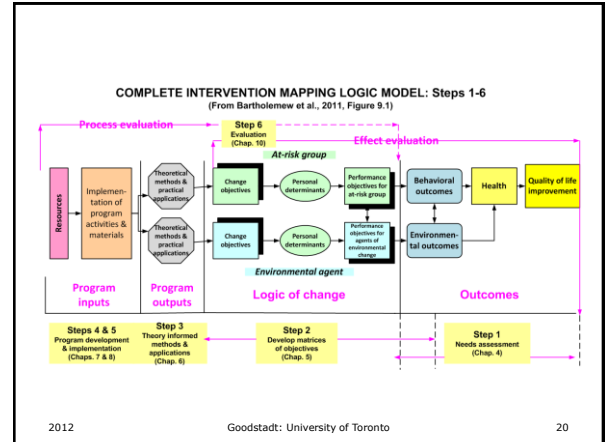 COMPLETE INTERVENTION MAPPING LOGIC MODEL: Steps 1-6
(From Bartholemew et al., 2011, Figure 9.1)
Process evaluation
Step 6
Evaluation
(Chap. 10)
Effect evaluation
At-risk group
Resources
Implemen-
tation of
program
activities &
materials
Theoretical
methods &
practical
applications
Change
objectives
Personal
determinants
Performance
objectives for
at-risk group
Behavioral
outcomes
Health
Quality of life
improvement
Theoretical
methods &
practical
applications
Change
objectives
Personal
determinants
Performance
objectives for
agents of
environmental
change
Environmen-
tal outcomes
Environmental agent
Program
inputs
Program
outputs
Logic of change
Outcomes
Steps 4 & 5
Program development
& implementation
(Chaps. 7 & 8)
Step 3
Theory informed
methods &
applications
(Chap. 6)
Step 2
Develop matrices
of objectives
(Chap. 5)
Step 1
Needs assessment
(Chap. 4)
2012
Goodstadt: University of Toronto
20